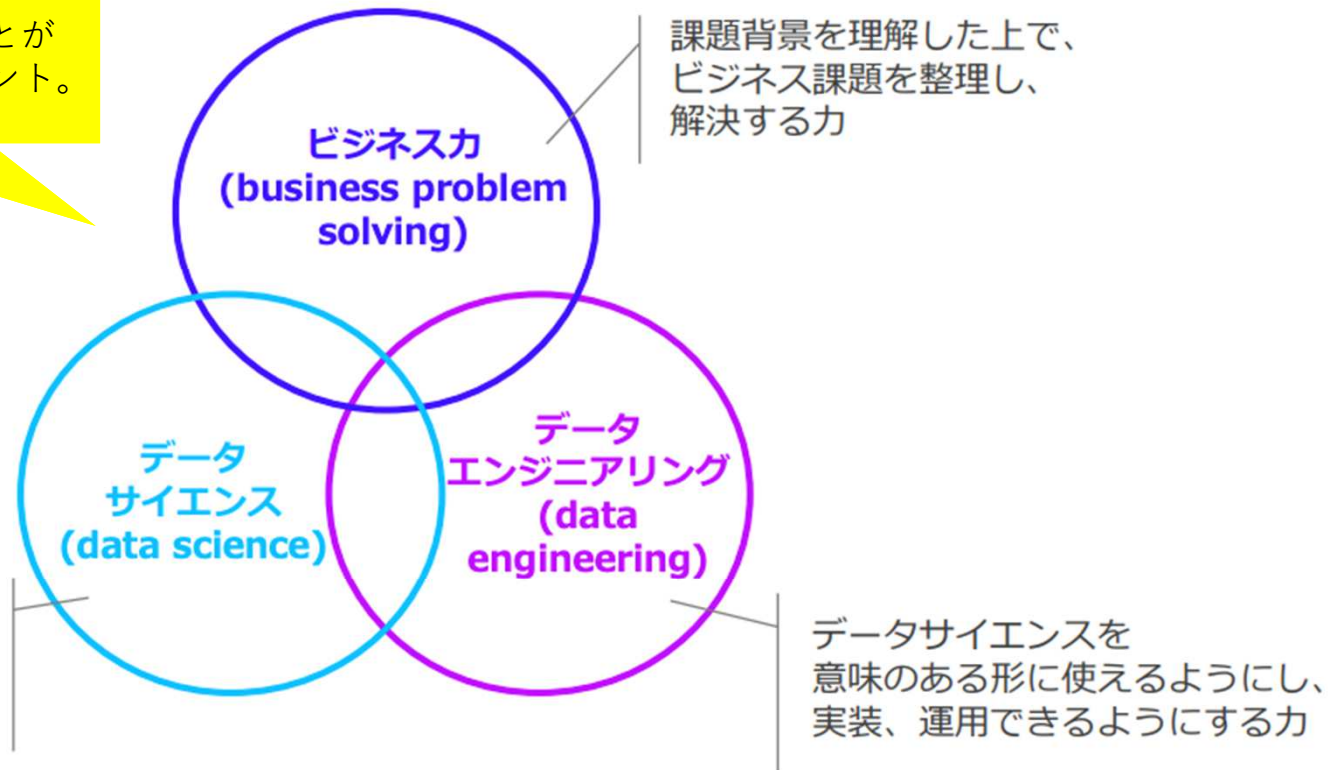 とが
ント。
課題背景を理解した上で、
ビジネス課題を整理し、
解決する力
ビジネス力
(business problem
solving)
データ
サイエンス
(data science)
データ
エンジニアリング
(data
engineering)
データサイエンスを
意味のある形に使えるようにし、
実装、運用できるようにする力